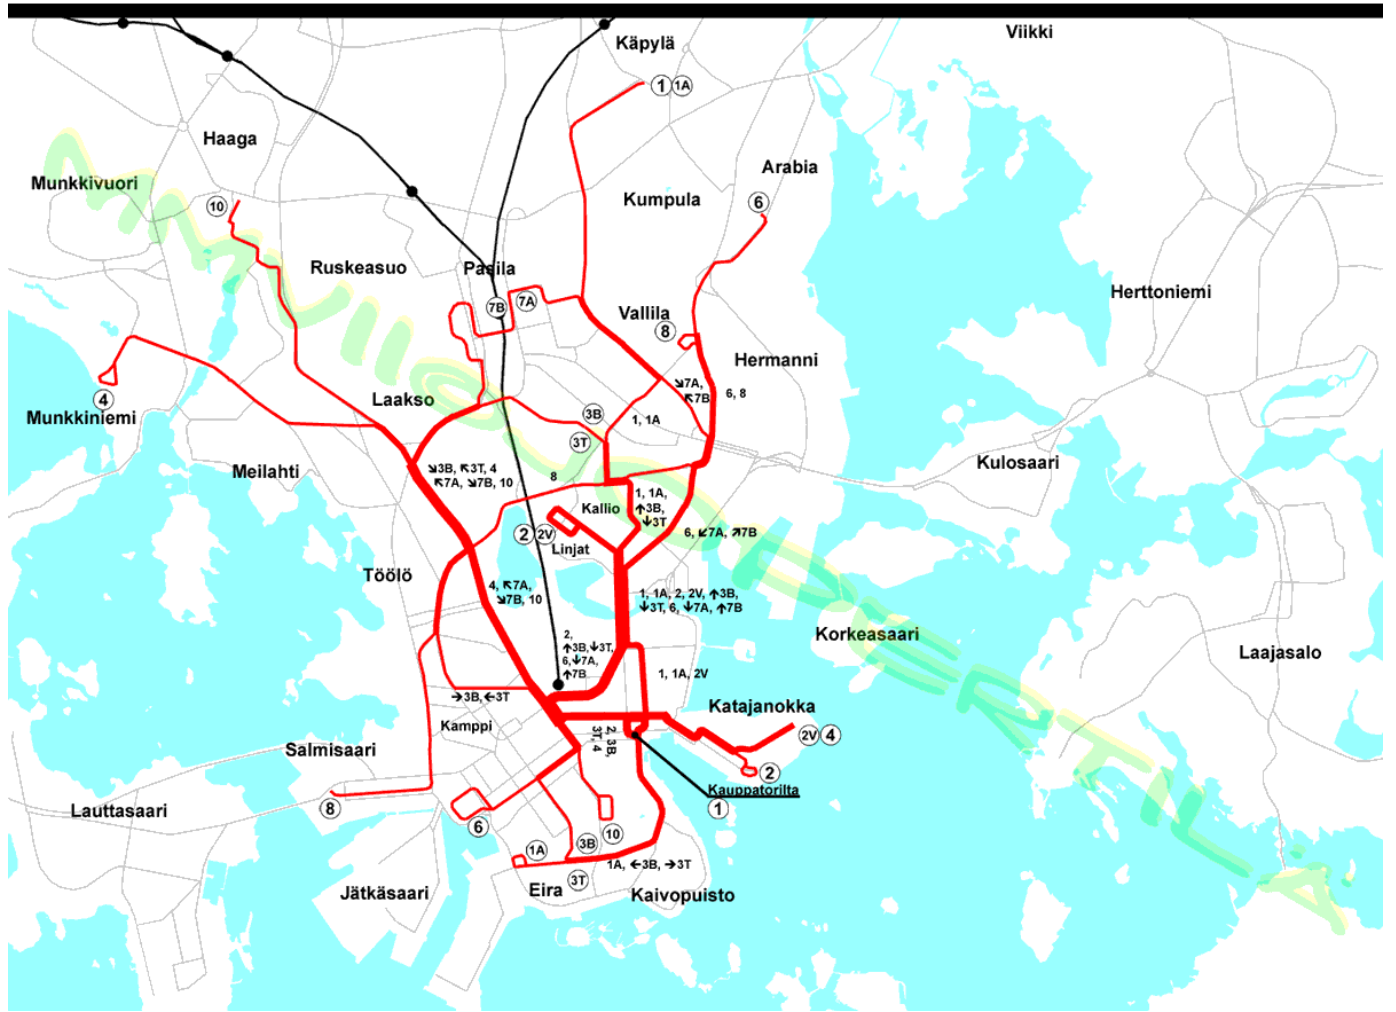 Käpylä
Viikki
1 1A
Haaga
Arabia
Munkkivuori
Kumpula
10
6
Ruskeasuo
Pasila
Herttoniemi
7B 7A
Vallila
8
Hermanni
↘7A,
↖7B
6, 8
4
Laakso
Munkkiniemi
3B
1, 1A
3T
Meilahti
Kulosaari
↘3B, ↖3T, 4
↖7A, ↘7B, 10
8
1, 1A,
↑3B,
↓3T
Kallio
2 2V
Linjat
6, ↙7A, ↗7B
Töölö
4, ↖7A,
↘7B, 10
1, 1A, 2, 2V, ↑3B,
↓3T, 6, ↓7A, ↑7B
Korkeasaari
2,
↑3B,↓3T,
6,↓7A,
↑7B
Laajasalo
1, 1A, 2V
→3B, ←3T
Katajanokka
Kamppi
2, 3B,
3T, 4
2V 4
Salmisaari
2
Kauppatorilta
1
Lauttasaari
8
6
10
1A
3B
1A, ←3B, →3T
3T
Eira
Jätkäsaari
Kaivopuisto